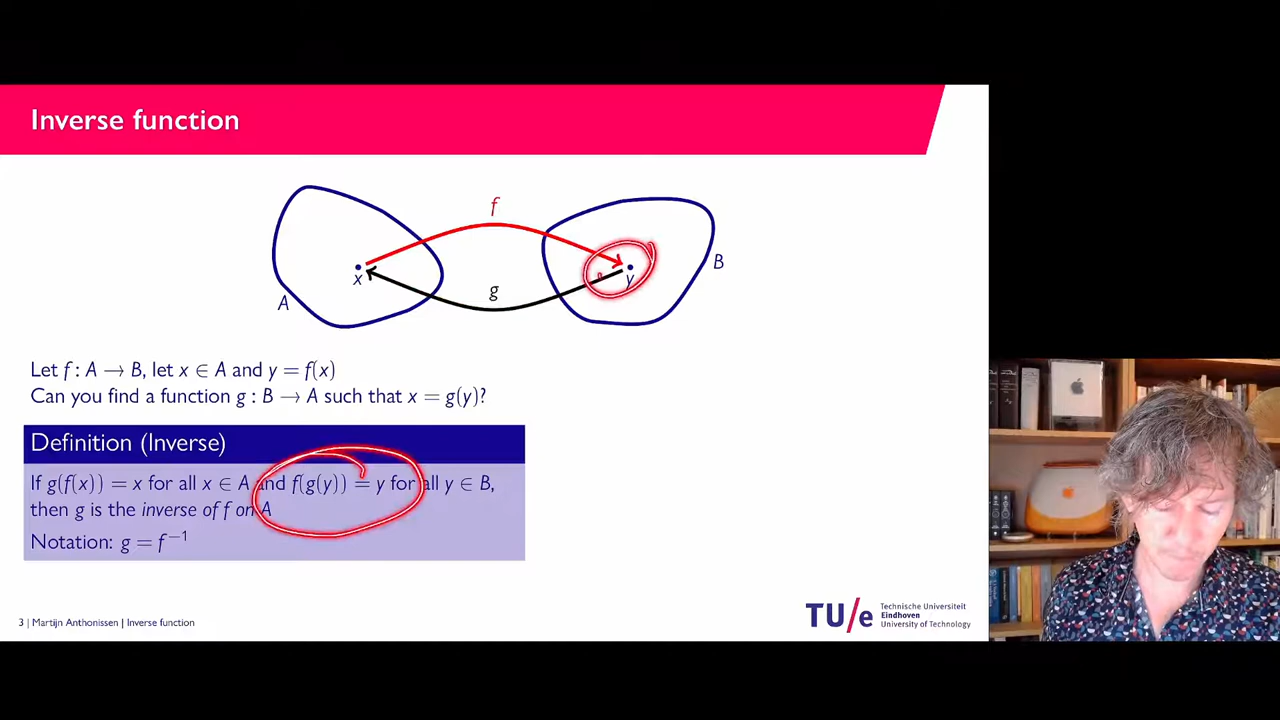 Inverse function
f
x
y
g
A
B
Let f : A → B, let x ∈ A and y = f(x)
Can you find a function g : B → A such that x = g(y)?
Definition (Inverse)
If g(f(x)) = x for all x ∈ A and f(g(y)) = y for all y ∈ B,
then g is the inverse of f on A
Notation: g = f⁻¹
3 | Martijn Anthonissen | Inverse function
TU/e
Technische Universiteit
Eindhoven
University of Technology